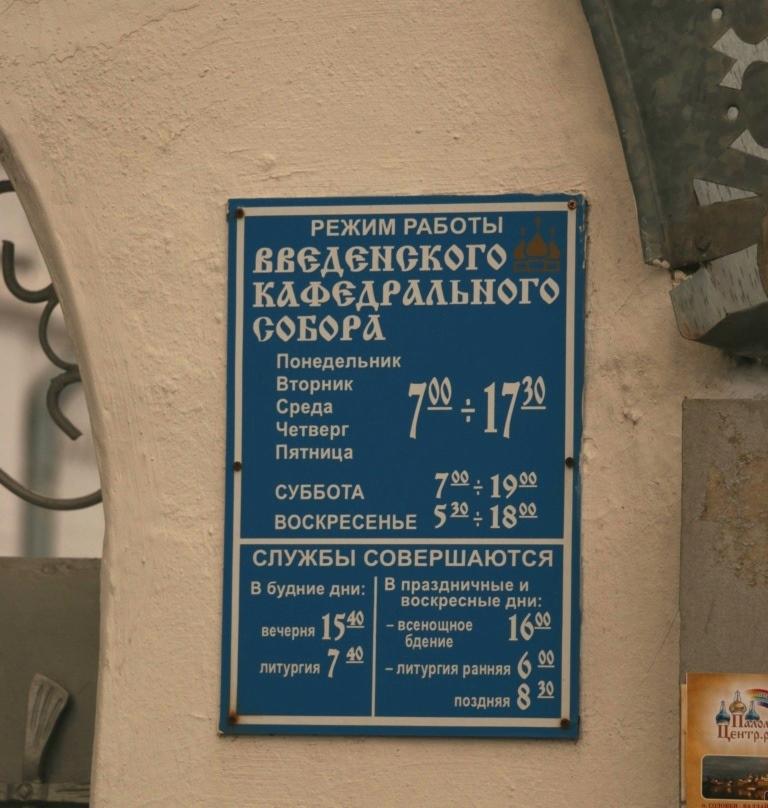 РЕЖИМ РАБОТЫ
ВВЕДЕНСКОГО
КАФЕДРАЛЬНОГО
СОБОРА
Понедельник
Вторник
Среда
Четверг
Пятница
7⁰⁰ ÷ 17³⁰
СУББОТА 7⁰⁰ ÷ 19⁰⁰
ВОСКРЕСЕНЬЕ 5³⁰ ÷ 18⁰⁰
СЛУЖБЫ СОВЕРШАЮТСЯ
В будние дни:
вечерня 15⁴⁰
литургия 7⁴⁰
В праздничные и
воскресные дни:
– всенощное 16⁰⁰
бдение
– литургия ранняя 6⁰⁰
поздняя 8³⁰